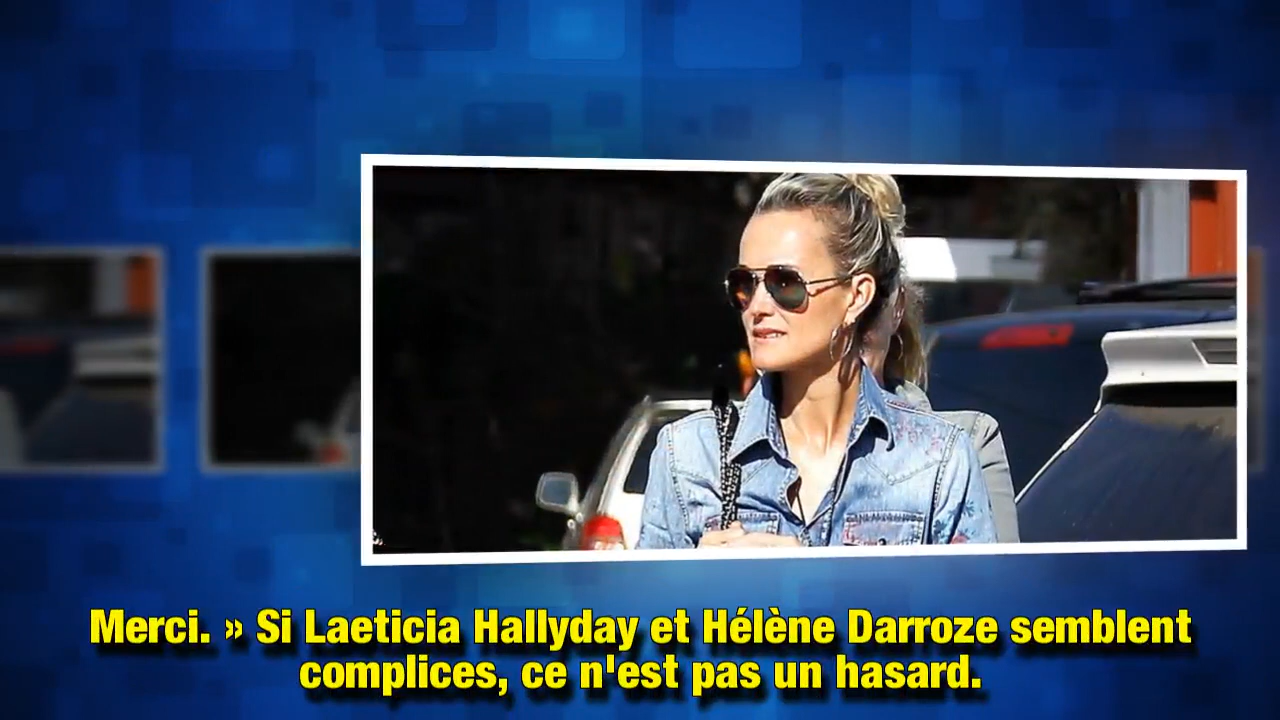 Merci. » Si Laeticia Hallyday et Hélène Darroze semblent
complices, ce n'est pas un hasard.